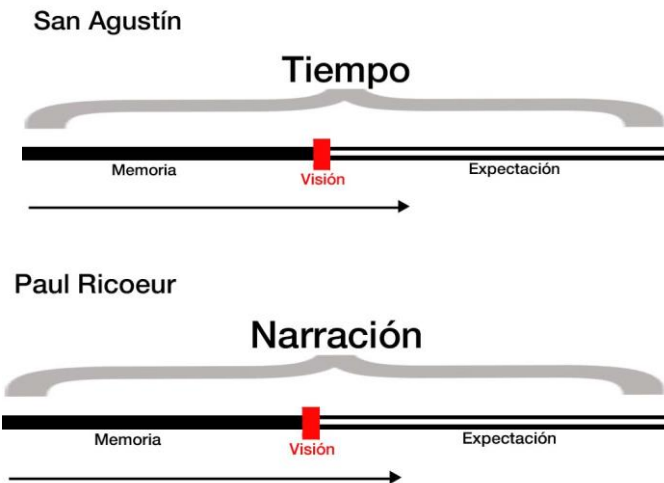 San Agustín
Tiempo
Memoria
Visión
Expectación
Paul Ricoeur
Narración
Memoria
Visión
Expectación